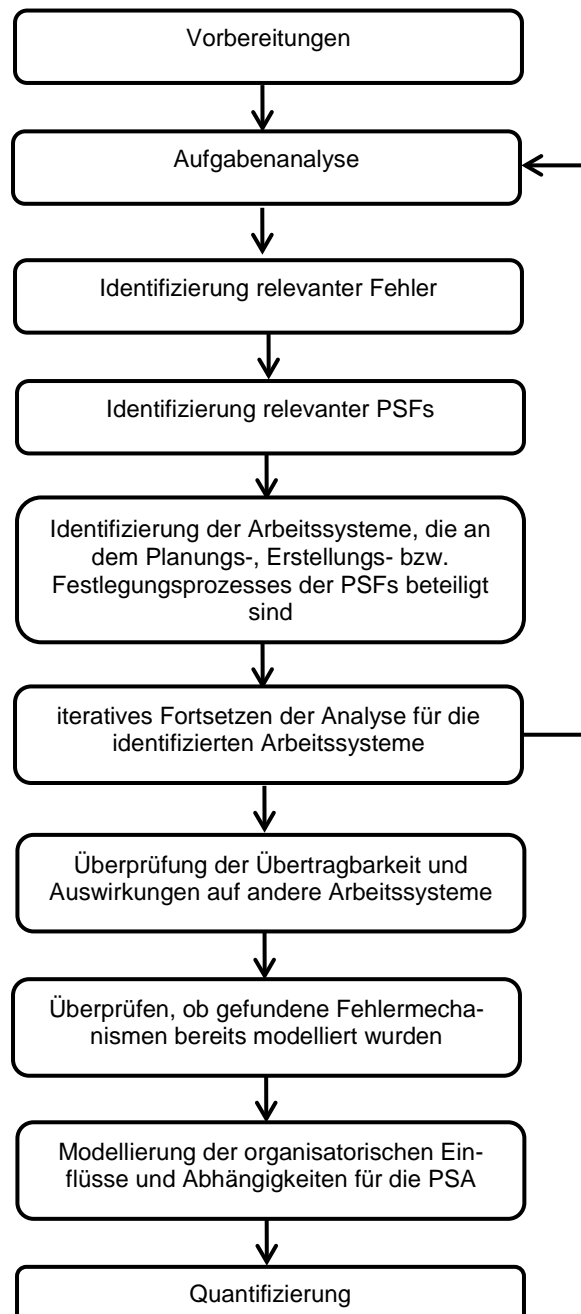 Vorbereitungen
Aufgabenanalyse
Identifizierung relevanter Fehler
Identifizierung relevanter PSFs
Identifizierung der Arbeitssysteme, die an
dem Planungs-, Erstellungs- bzw.
Festlegungsprozesses der PSFs beteiligt
sind
iteratives Fortsetzen der Analyse für die
identifizierten Arbeitssysteme
Überprüfung der Übertragbarkeit und
Auswirkungen auf andere Arbeitssysteme
Überprüfen, ob gefundene Fehlermecha-
nismen bereits modelliert wurden
Modellierung der organisatorischen Ein-
flüsse und Abhängigkeiten für die PSA
Quantifizierung